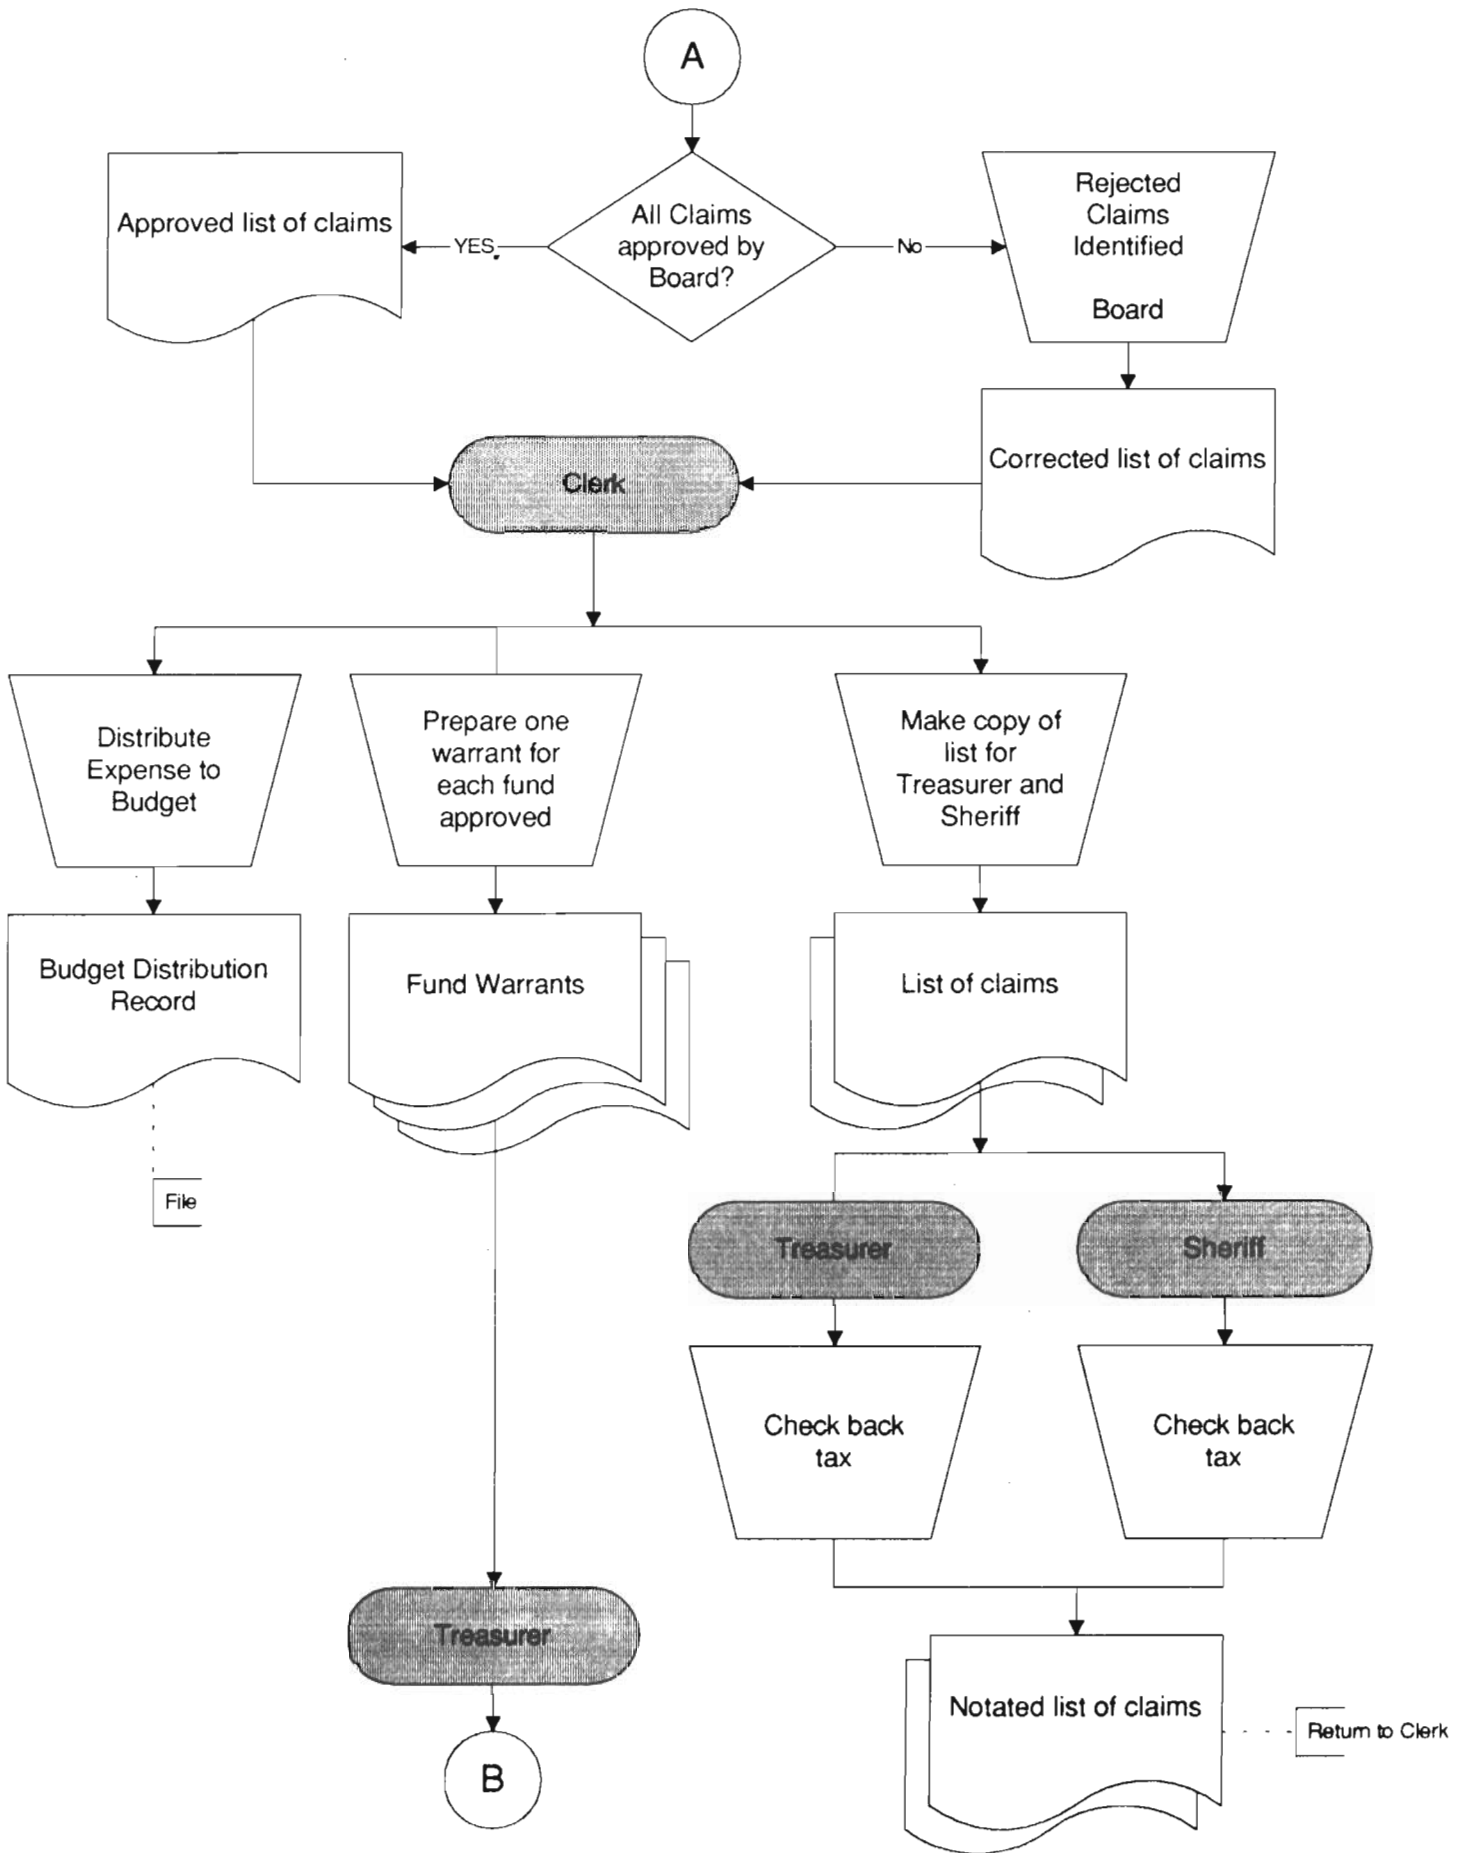 A
Approved list of claims
YES
All Claims
approved by
Board?
No
Rejected
Claims
Identified
Board
Corrected list of claims
Clerk
Distribute
Expense to
Budget
Prepare one
warrant for
each fund
approved
Make copy of
list for
Treasurer and
Sheriff
Budget Distribution
Record
Fund Warrants
List of claims
File
Treasurer
Sheriff
Check back
tax
Check back
tax
Treasurer
Notated list of claims
Return to Clerk
B